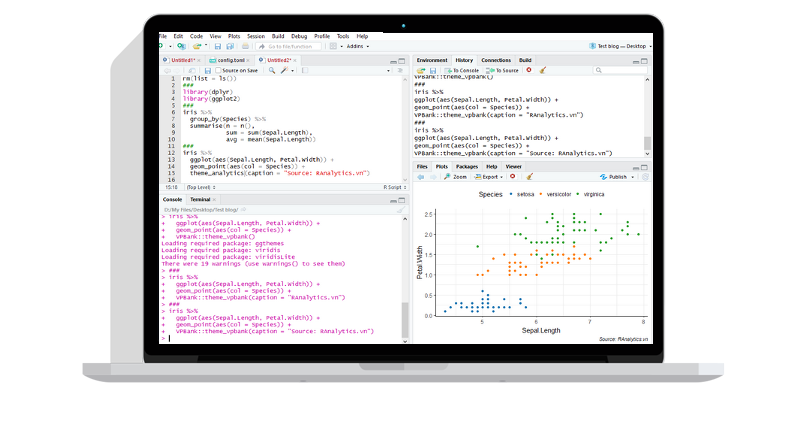 File Edit Code View Plots Session Build Debug Profile Tools Help
Go to File/Function Addins Test blog — Desktop
Untitled1* config.toml Untitled2*
Source on Save
1 rm(list = ls())
2 ###
3 library(dplyr)
4 library(ggplot2)
5 ###
6 iris %>%
7 group_by(Species) %>%
8 summarise(n = n(),
9 sum = sum(Sepal.Length),
10 avg = mean(Sepal.Length))
11 ###
12 iris %>%
13 ggplot(aes(Sepal.Length, Petal.Width)) +
14 geom_point(aes(col = Species)) +
15 theme_analytics(caption = "Source: RAnalytics.vn")
16
15:18 (Top Level) R Script
Console Terminal
D:/My Files/Desktop/Test blog/
> iris %>%
+ ggplot(aes(Sepal.Length, Petal.Width)) +
+ geom_point(aes(col = Species)) +
+ VPBank::theme_vpbank()
Loading required package: ggthemes
Loading required package: viridis
Loading required package: viridisLite
There were 19 warnings (use warnings() to see them)
> ###
> iris %>%
+ ggplot(aes(Sepal.Length, Petal.Width)) +
+ geom_point(aes(col = Species)) +
+ VPBank::theme_vpbank(caption = "RAnalytics.vn")
> ###
> iris %>%
+ ggplot(aes(Sepal.Length, Petal.Width)) +
+ geom_point(aes(col = Species)) +
+ VPBank::theme_vpbank(caption = "Source: RAnalytics.vn")
>
Environment History Connections Build
To Console To Source
VPBank::theme_vpbank()
###
iris %>%
ggplot(aes(Sepal.Length, Petal.Width)) +
geom_point(aes(col = Species)) +
VPBank::theme_vpbank(caption = "RAnalytics.vn")
###
iris %>%
ggplot(aes(Sepal.Length, Petal.Width)) +
geom_point(aes(col = Species)) +
VPBank::theme_vpbank(caption = "Source: RAnalytics.vn")
Files Plots Packages Help Viewer
Zoom Export Publish
Species setosa versicolor virginica
2.5
2.0
1.5
1.0
0.5
0.0
Petal.Width
5 6 7 8
Sepal.Length
Source: RAnalytics.vn